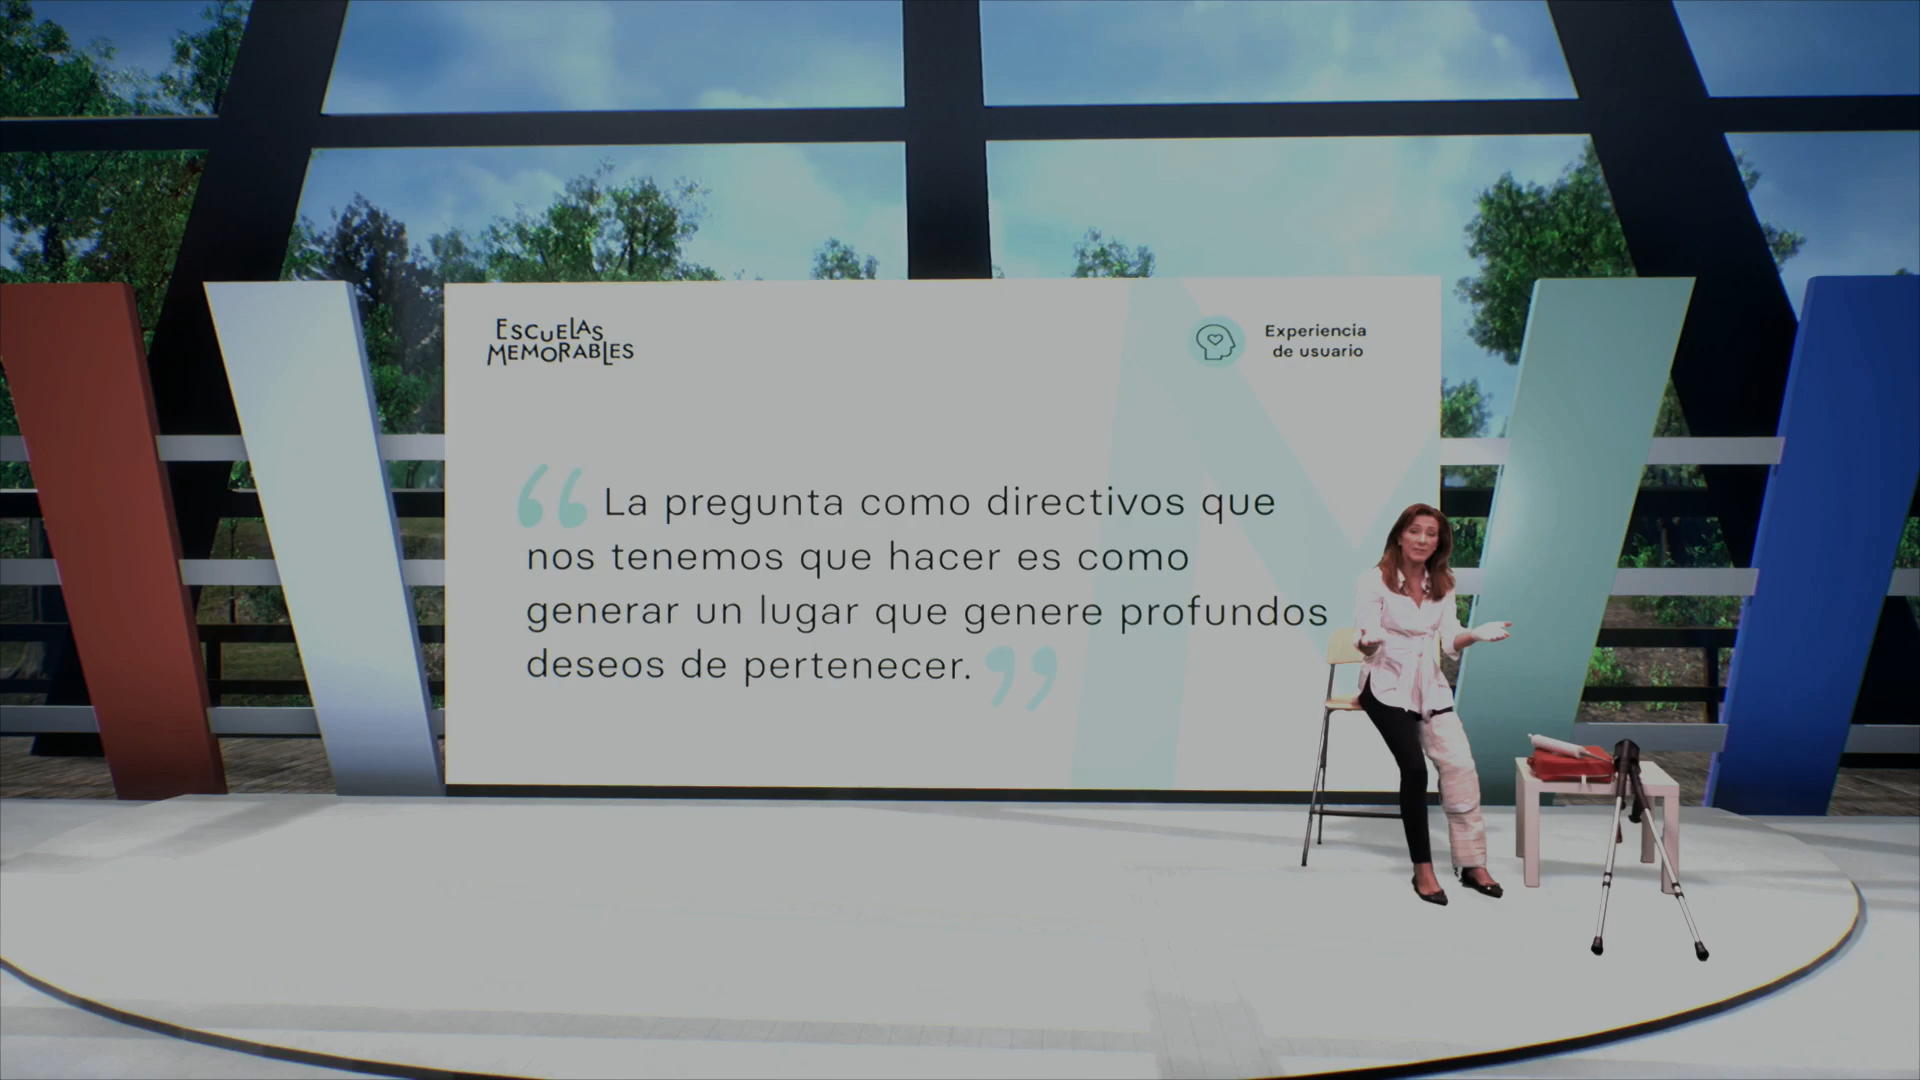 ESCUELAS
MEMORABLES
Experiencia
de usuario
“ La pregunta como directivos que
nos tenemos que hacer es como
generar un lugar que genere profundos
deseos de pertenecer. ”